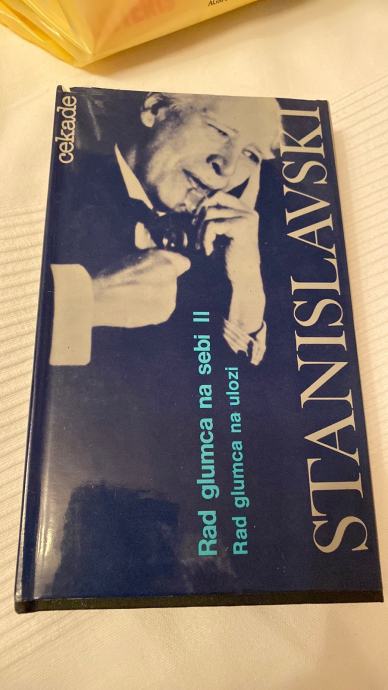 cekade
STANISLAVSKI
Rad glumca na sebi II
Rad glumca na ulozi